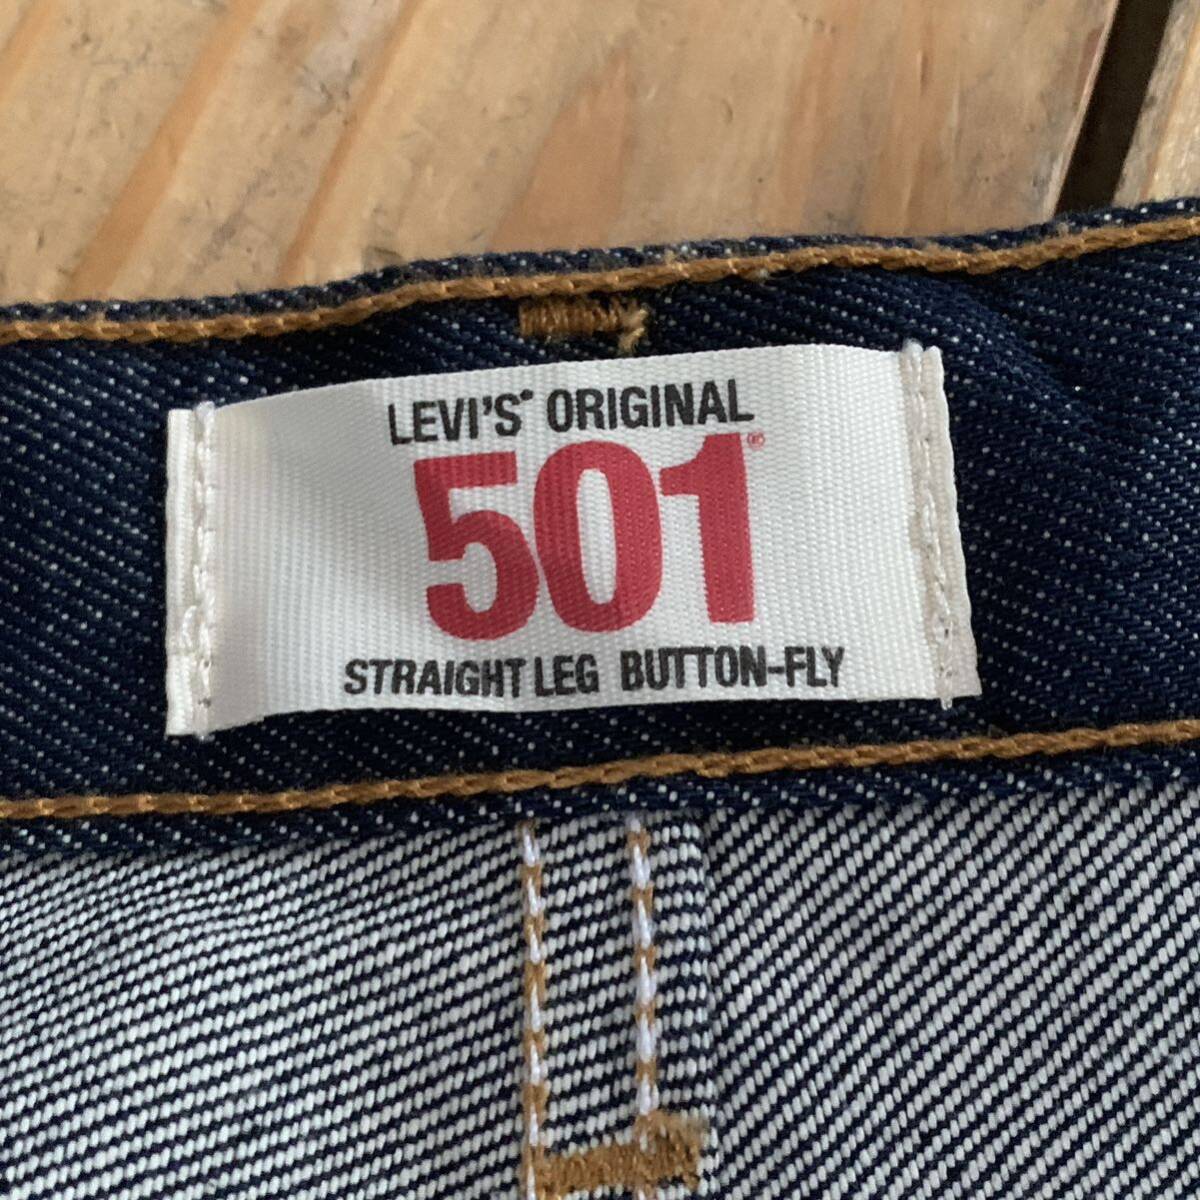 LEVI'S® ORIGINAL
501®
STRAIGHT LEG BUTTON-FLY